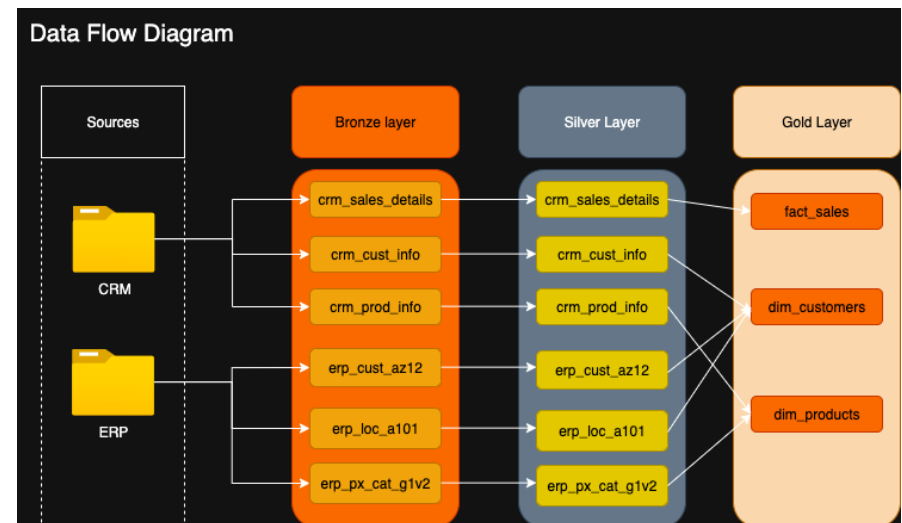 Data Flow Diagram
Sources
Bronze layer
Silver Layer
Gold Layer
CRM
ERP
crm_sales_details
crm_cust_info
crm_prod_info
erp_cust_az12
erp_loc_a101
erp_px_cat_g1v2
crm_sales_details
crm_cust_info
crm_prod_info
erp_cust_az12
erp_loc_a101
erp_px_cat_g1v2
fact_sales
dim_customers
dim_products